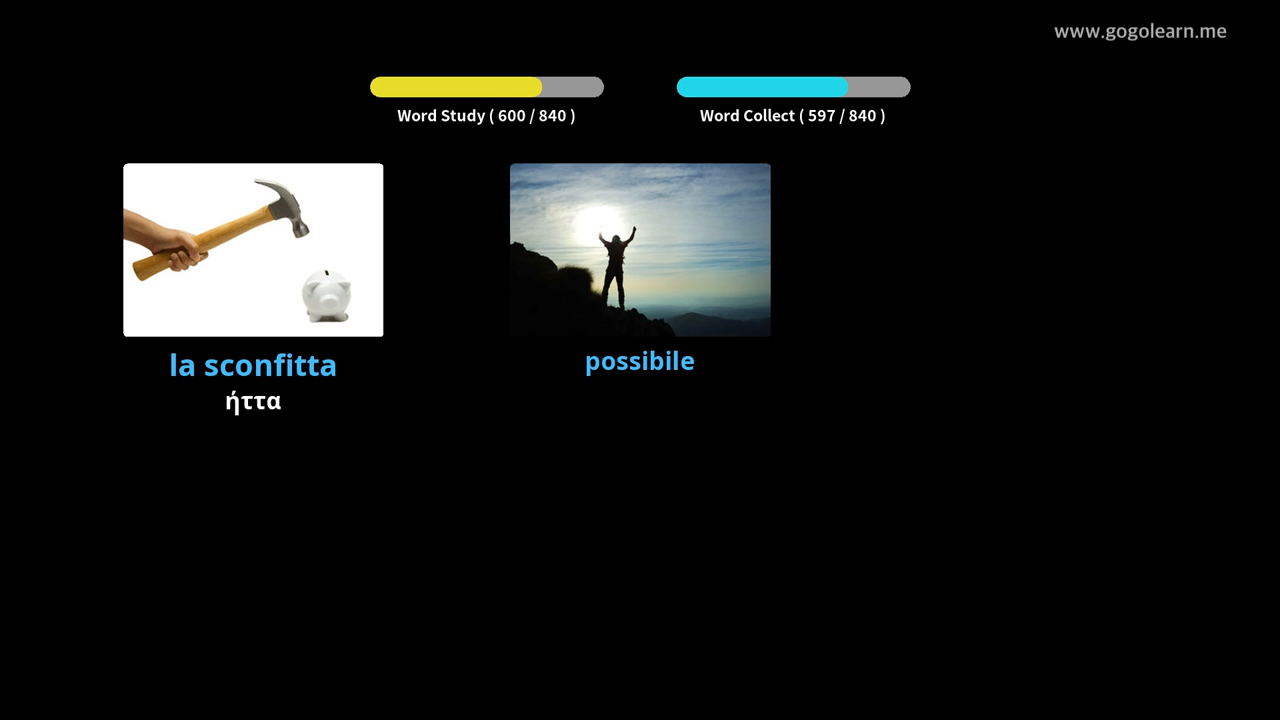 www.gogolearn.me
Word Study ( 600 / 840 )
Word Collect ( 597 / 840 )
la sconfitta
ήττα
possibile